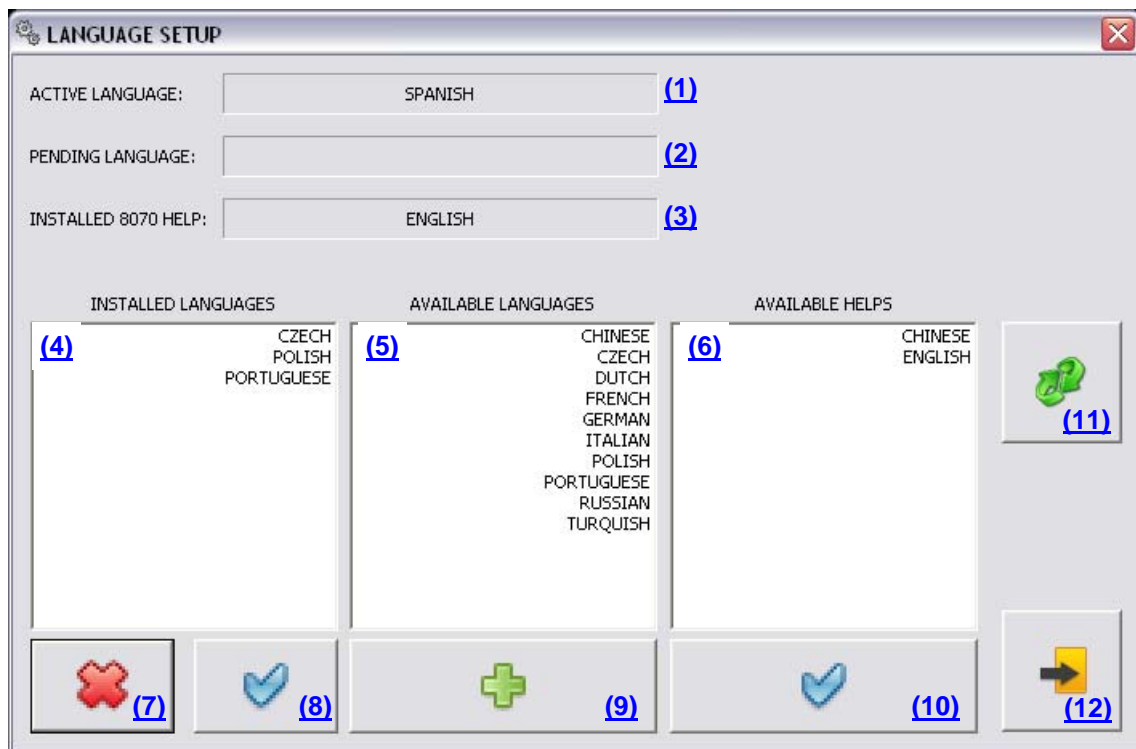 LANGUAGE SETUP
ACTIVE LANGUAGE: SPANISH (1)
PENDING LANGUAGE: (2)
INSTALLED 8070 HELP: ENGLISH (3)
INSTALLED LANGUAGES AVAILABLE LANGUAGES AVAILABLE HELPS
(4)
CZECH
POLISH
PORTUGUESE
(5)
CHINESE
CZECH
DUTCH
FRENCH
GERMAN
ITALIAN
POLISH
PORTUGUESE
RUSSIAN
TURQUISH
(6)
CHINESE
ENGLISH
(11)
(7) (8) (9) (10) (12)